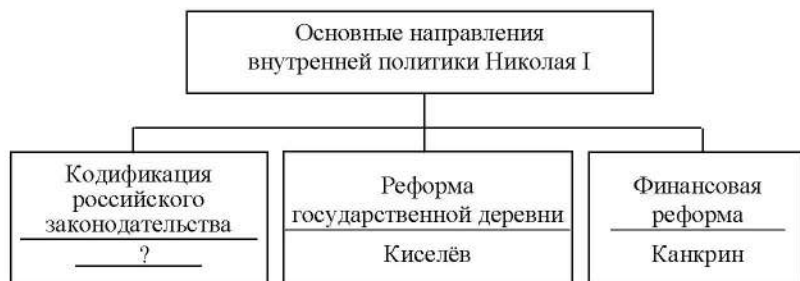 Основные направления
внутренней политики Николая I
Кодификация
российского
законодательства
?
Реформа
государственной деревни
Киселёв
Финансовая
реформа
Канкрин